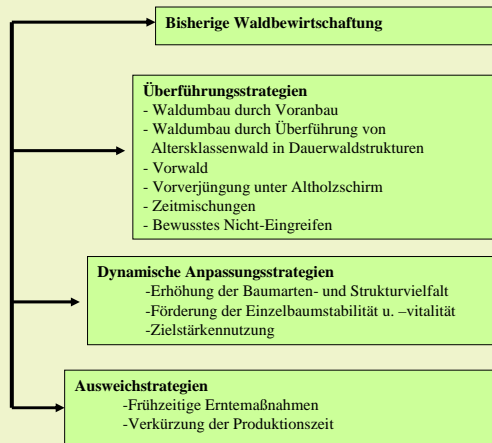 Bisherige Waldbewirtschaftung
Überführungsstrategien
- Waldumbau durch Voranbau
- Waldumbau durch Überführung von
Altersklassenwald in Dauerwaldstrukturen
- Vorwald
- Vorverjüngung unter Altholzschirm
- Zeitmischungen
- Bewusstes Nicht-Eingreifen
Dynamische Anpassungsstrategien
-Erhöhung der Baumarten- und Strukturvielfalt
-Förderung der Einzelbaumstabilität u. –vitalität
-Zielstärkennutzung
Ausweichstrategien
-Frühzeitige Erntemaßnahmen
-Verkürzung der Produktionszeit